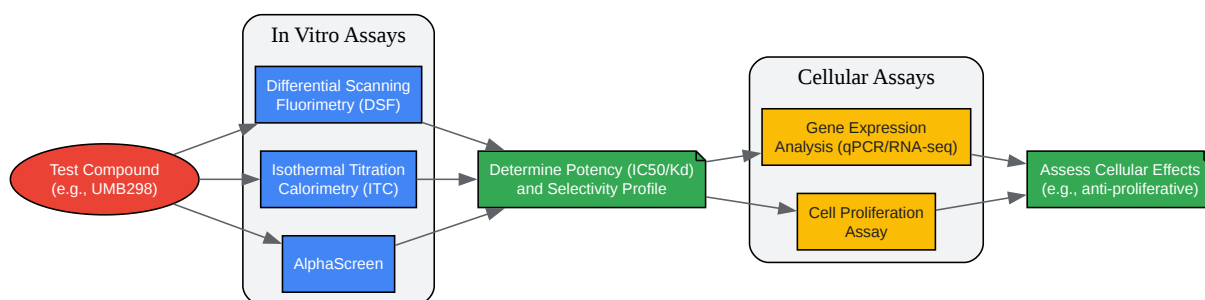 In Vitro Assays
Differential Scanning
Fluorimetry (DSF)
Test Compound
(e.g., UMB298)
Isothermal Titration
Calorimetry (ITC)
AlphaScreen
Determine Potency (IC50/Kd)
and Selectivity Profile
Cellular Assays
Gene Expression
Analysis (qPCR/RNA-seq)
Cell Proliferation
Assay
Assess Cellular Effects
(e.g., anti-proliferative)